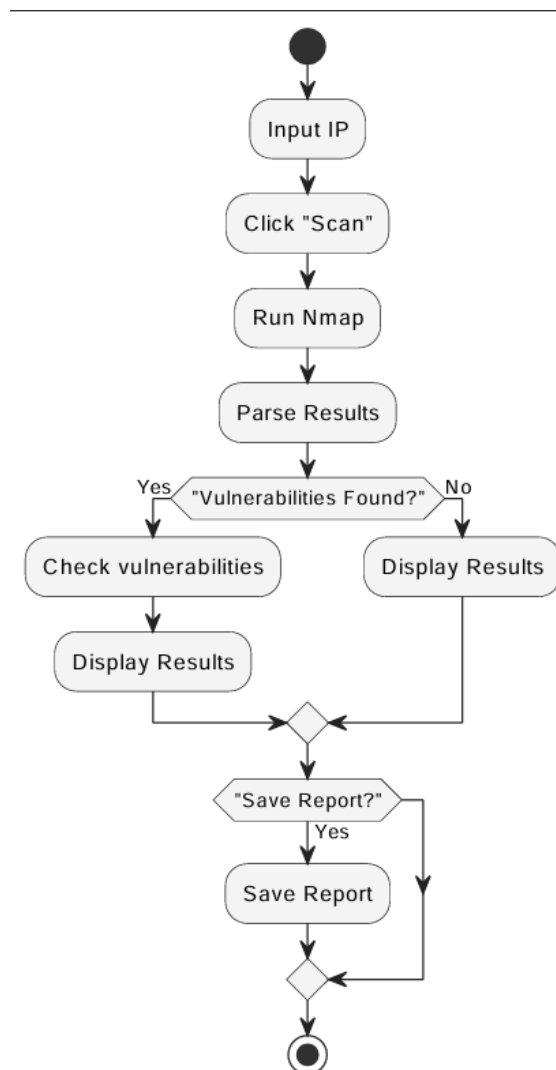 Input IP
Click "Scan"
Run Nmap
Parse Results
Yes
"Vulnerabilities Found?"
No
Check vulnerabilities
Display Results
Display Results
"Save Report?"
Yes
Save Report